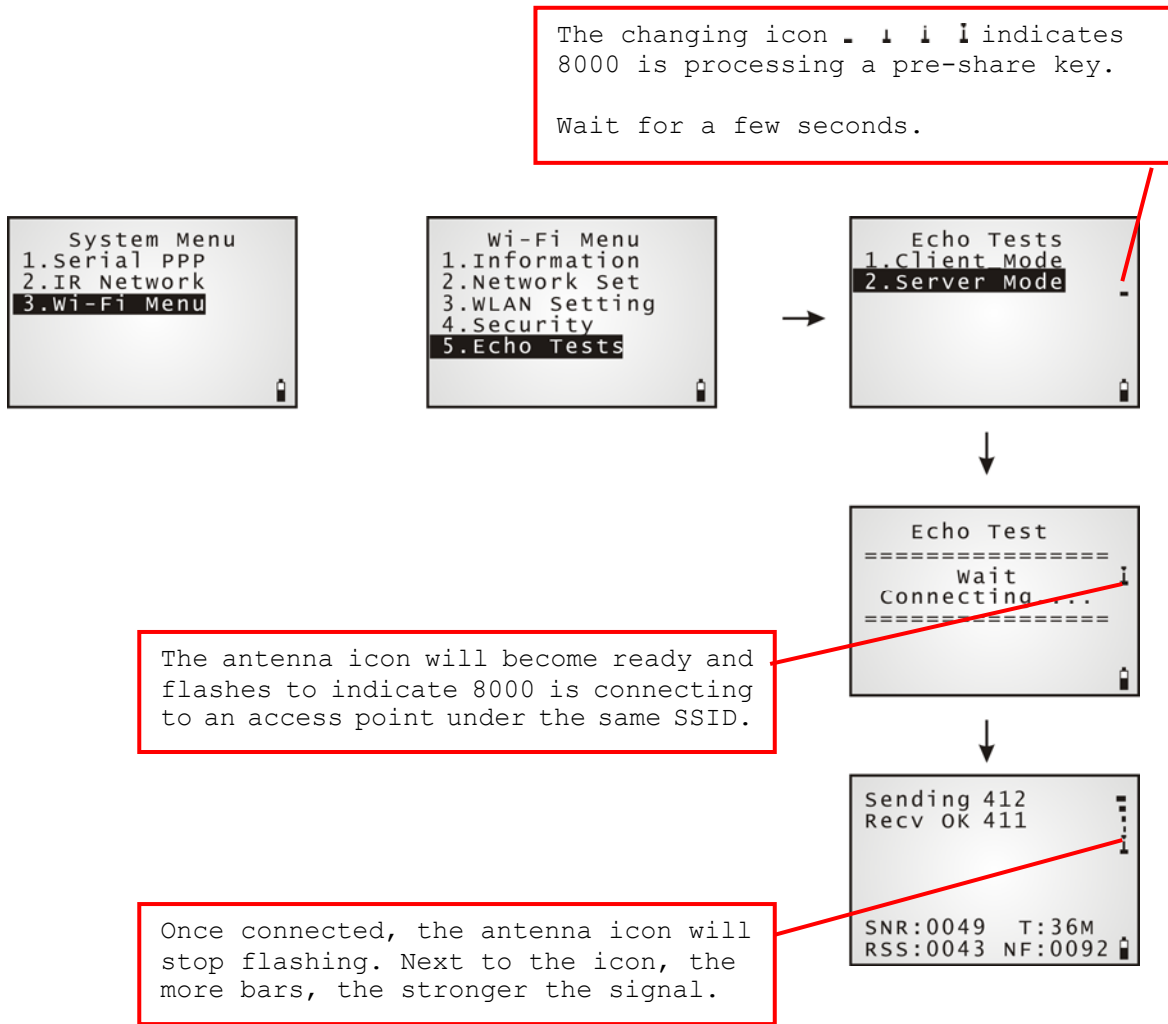 The changing icon indicates
8000 is processing a pre-share key.
Wait for a few seconds.
System Menu
1.Serial PPP
2.IR Network
3.Wi-Fi Menu
Wi-Fi Menu
1.Information
2.Network Set
3.WLAN Setting
4.Security
5.Echo Tests
Echo Tests
1.Client Mode
2.Server Mode
Echo Test
================
Wait
Connecting...
================
The antenna icon will become ready and
flashes to indicate 8000 is connecting
to an access point under the same SSID.
Sending 412
Recv OK 411
SNR:0049 T:36M
RSS:0043 NF:0092
Once connected, the antenna icon will
stop flashing. Next to the icon, the
more bars, the stronger the signal.